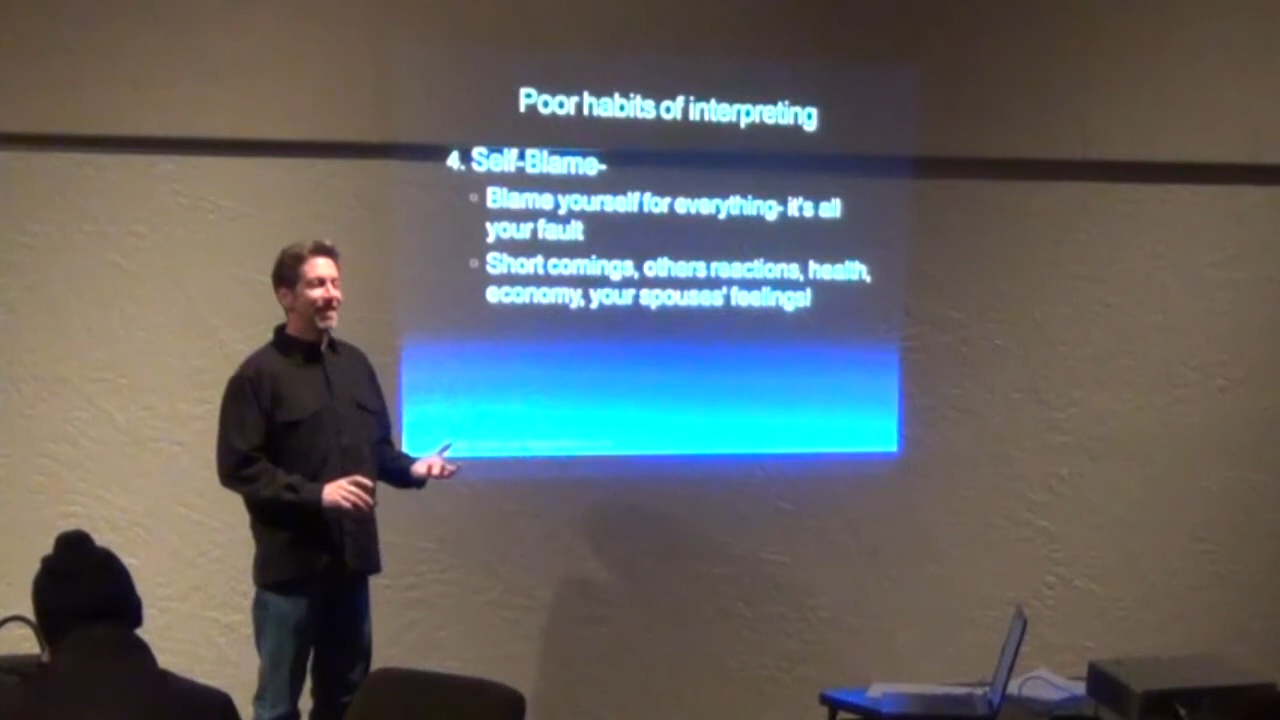 Poor habits of interpreting
4. Self-Blame-
Blame yourself for everything- it's all
your fault
Short comings, others reactions, health,
economy, your spouses' feelings!